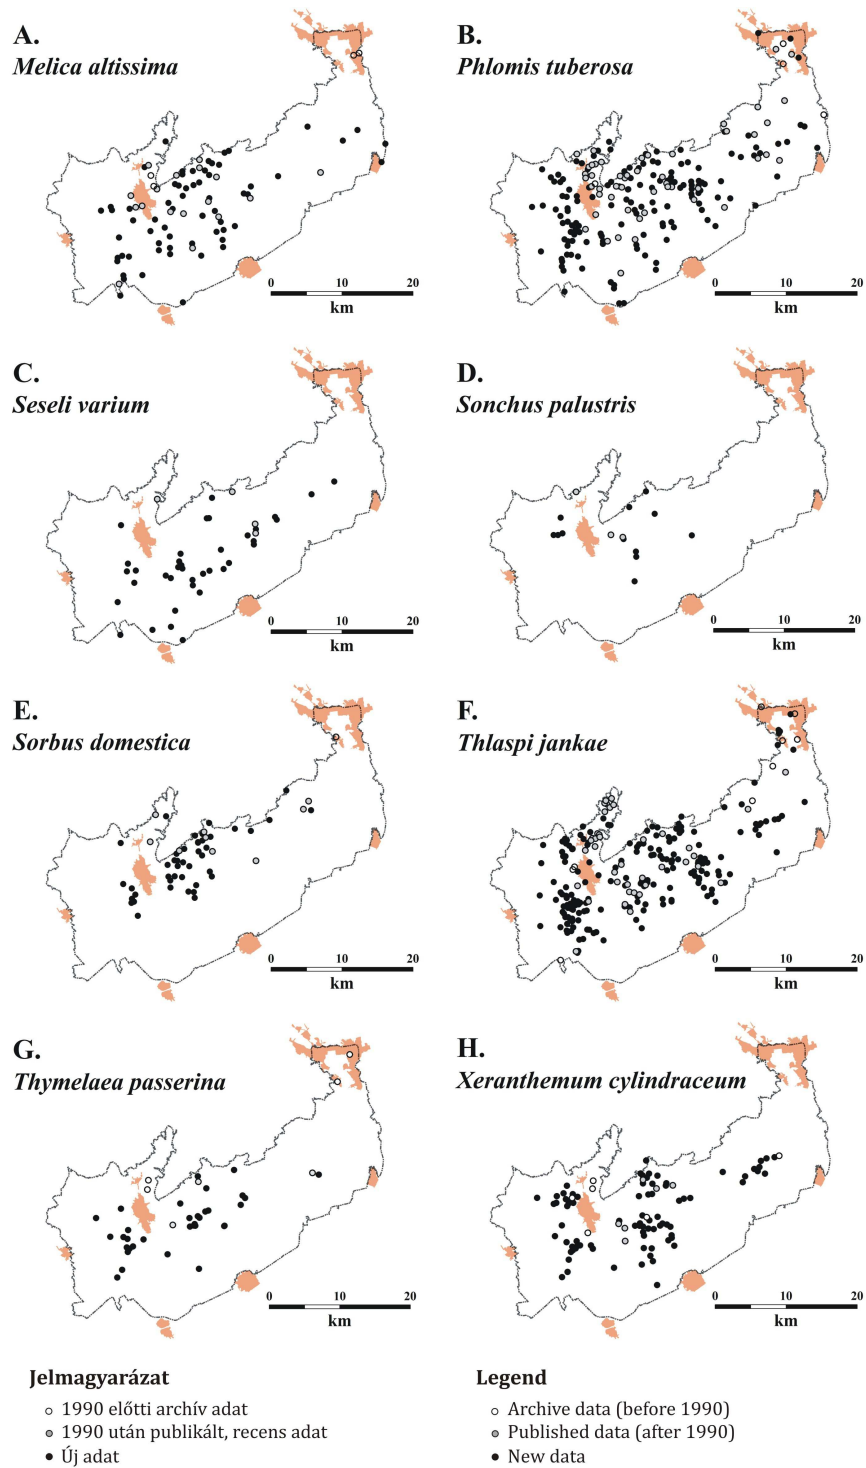 A.
Melica altissima
0 10 20
km
B.
Phlomis tuberosa
0 10 20
km
C.
Seseli varium
0 10 20
km
D.
Sonchus palustris
0 10 20
km
E.
Sorbus domestica
0 10 20
km
F.
Thlaspi jankae
0 10 20
km
G.
Thymelaea passerina
0 10 20
km
H.
Xeranthemum cylindraceum
0 10 20
km
Jelmagyarázat
1990 előtti archív adat
1990 után publikált, recens adat
Új adat
Legend
Archive data (before 1990)
Published data (after 1990)
New data